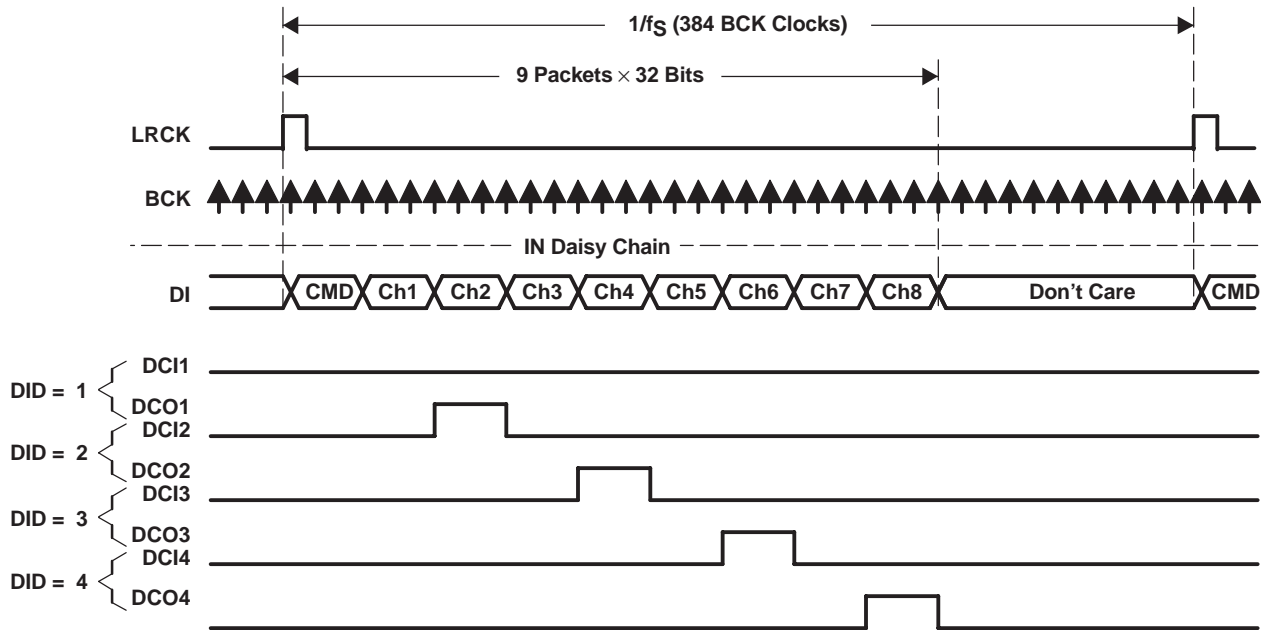 1/fS (384 BCK Clocks)
9 Packets × 32 Bits
LRCK
BCK
IN Daisy Chain
DI CMD Ch1 Ch2 Ch3 Ch4 Ch5 Ch6 Ch7 Ch8 Don't Care CMD
DCI1
DID = 1
DCO1
DCI2
DID = 2
DCO2
DCI3
DID = 3
DCO3
DCI4
DID = 4
DCO4